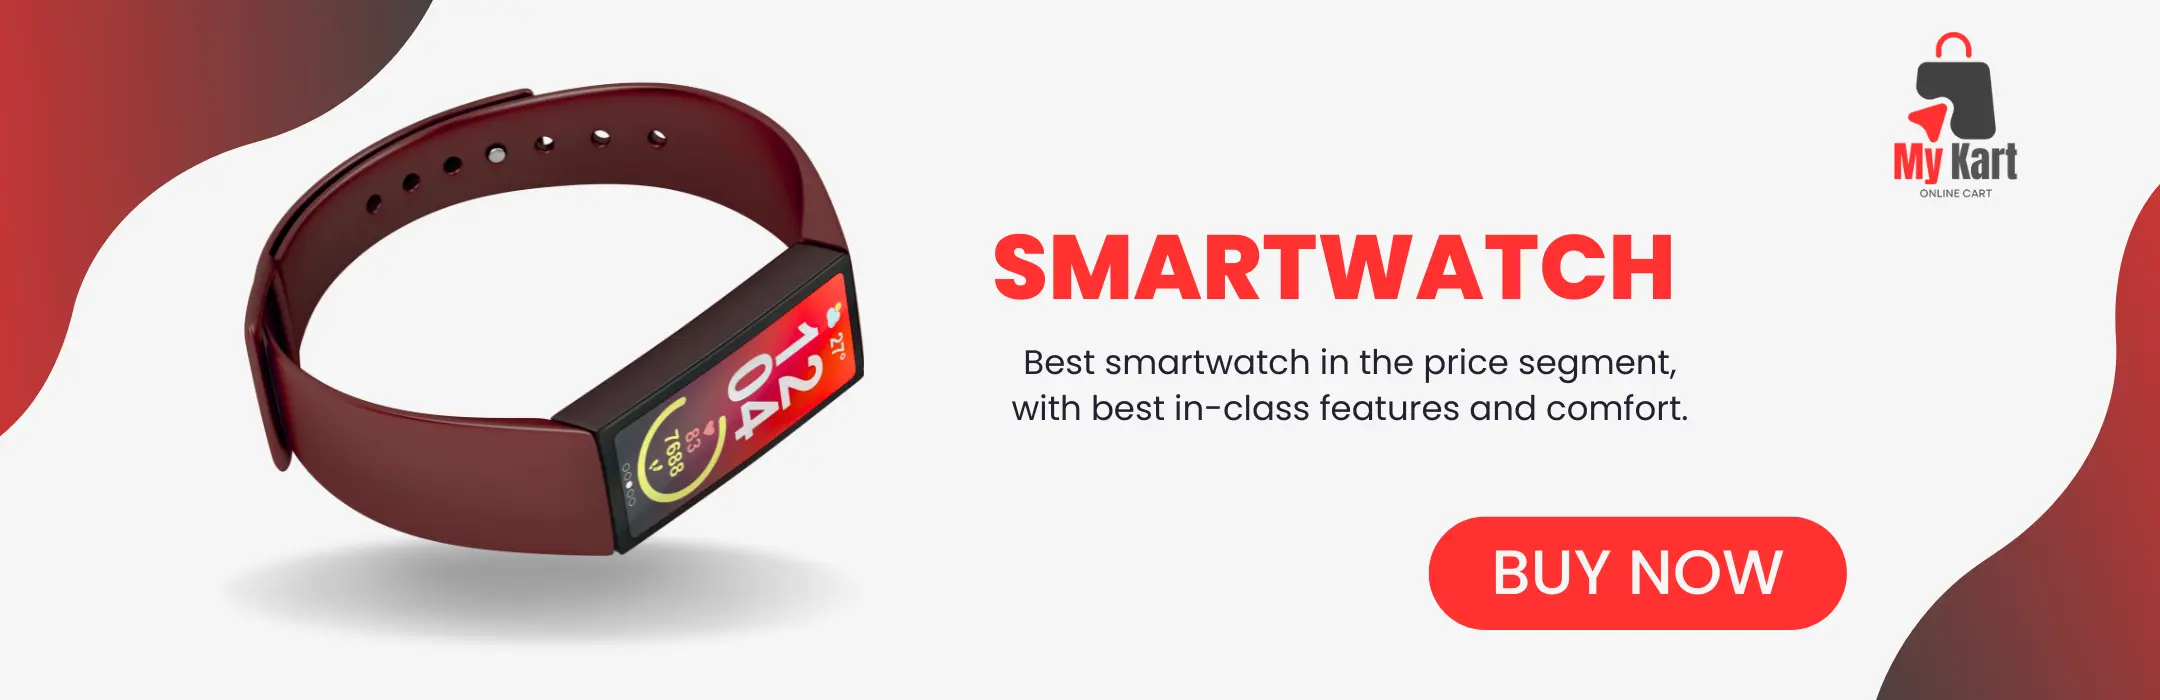 My Kart
ONLINE CART
SMARTWATCH
Best smartwatch in the price segment,
with best in-class features and comfort.
BUY NOW
27°
12
04
83
7688